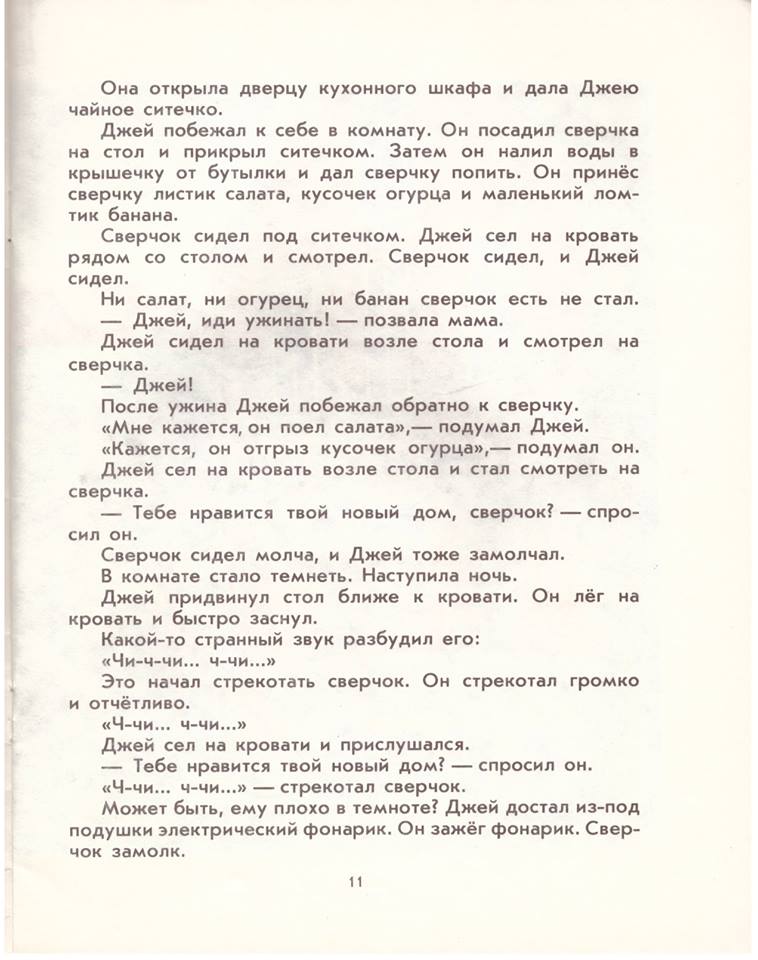 Она открыла дверцу кухонного шкафа и дала Джею
чайное ситечко.
Джей побежал к себе в комнату. Он посадил сверчка
на стол и прикрыл ситечком. Затем он налил воды в
крышечку от бутылки и дал сверчку попить. Он принёс
сверчку листик салата, кусочек огурца и маленький лом-
тик банана.
Сверчок сидел под ситечком. Джей сел на кровать
рядом со столом и смотрел. Сверчок сидел, и Джей
сидел.
Ни салат, ни огурец, ни банан сверчок есть не стал.
— Джей, иди ужинать! — позвала мама.
Джей сидел на кровати возле стола и смотрел на
сверчка.
— Джей!
После ужина Джей побежал обратно к сверчку.
«Мне кажется, он поел салата»,— подумал Джей.
«Кажется, он отгрыз кусочек огурца»,— подумал он.
Джей сел на кровать возле стола и стал смотреть на
сверчка.
— Тебе нравится твой новый дом, сверчок? — спро-
сил он.
Сверчок сидел молча, и Джей тоже замолчал.
В комнате стало темнеть. Наступила ночь.
Джей придвинул стол ближе к кровати. Он лёг на
кровать и быстро заснул.
Какой-то странный звук разбудил его:
«Чи-ч-чи... ч-чи...»
Это начал стрекотать сверчок. Он стрекотал громко
и отчётливо.
«Ч-чи... ч-чи...»
Джей сел на кровати и прислушался.
— Тебе нравится твой новый дом? — спросил он.
«Ч-чи... ч-чи...» — стрекотал сверчок.
Может быть, ему плохо в темноте? Джей достал из-под
подушки электрический фонарик. Он зажёг фонарик. Свер-
чок замолк.
11